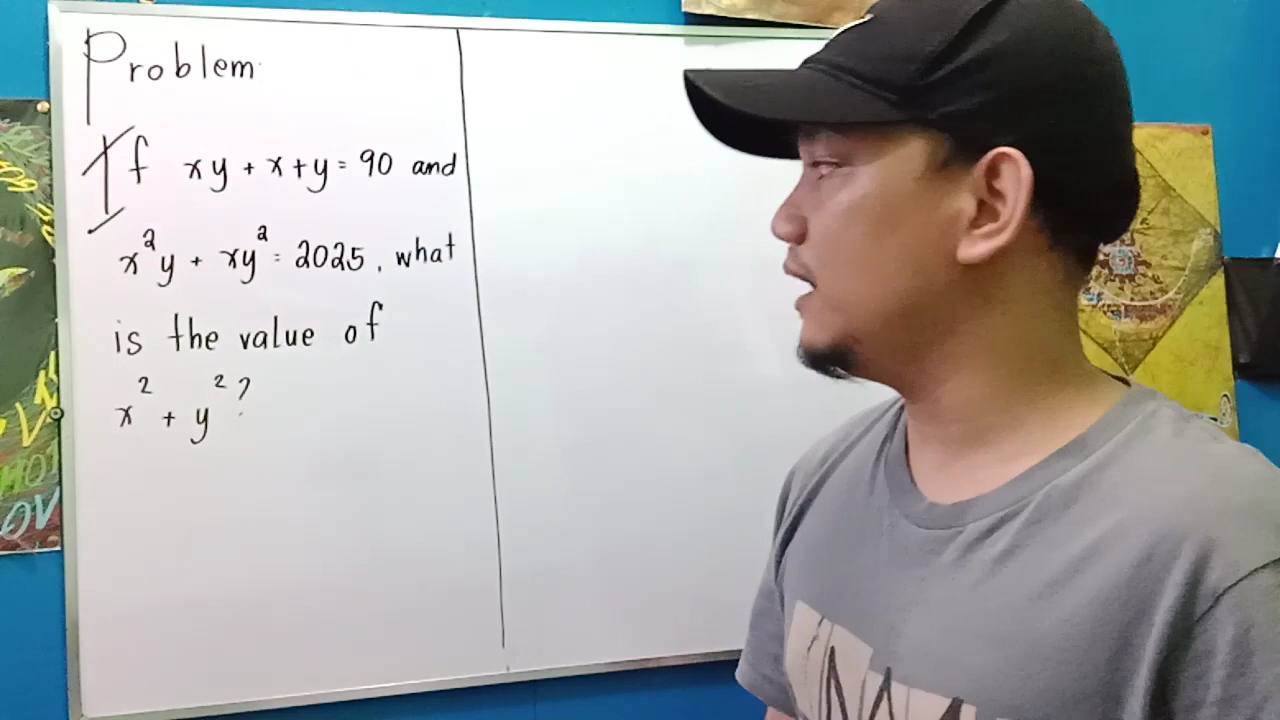 Problem
If xy + x + y = 90 and
x²y + xy² = 2025, what
is the value of
x² + y²?